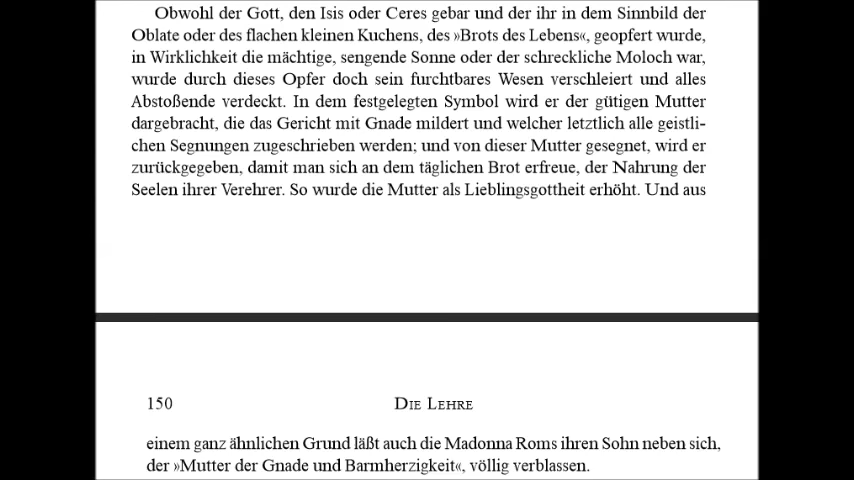 Obwohl der Gott, den Isis oder Ceres gebar und der ihr in dem Sinnbild der
Oblate oder des flachen kleinen Kuchens, des »Brots des Lebens«, geopfert wurde,
in Wirklichkeit die mächtige, sengende Sonne oder der schreckliche Moloch war,
wurde durch dieses Opfer doch sein furchtbares Wesen verschleiert und alles
Abstoßende verdeckt. In dem festgelegten Symbol wird er der gütigen Mutter
dargebracht, die das Gericht mit Gnade mildert und welcher letztlich alle geistli-
chen Segnungen zugeschrieben werden; und von dieser Mutter gesegnet, wird er
zurückgegeben, damit man sich an dem täglichen Brot erfreue, der Nahrung der
Seelen ihrer Verehrer. So wurde die Mutter als Lieblingsgottheit erhöht. Und aus
150 Die Lehre
einem ganz ähnlichen Grund läßt auch die Madonna Roms ihren Sohn neben sich,
der »Mutter der Gnade und Barmherzigkeit«, völlig verblassen.